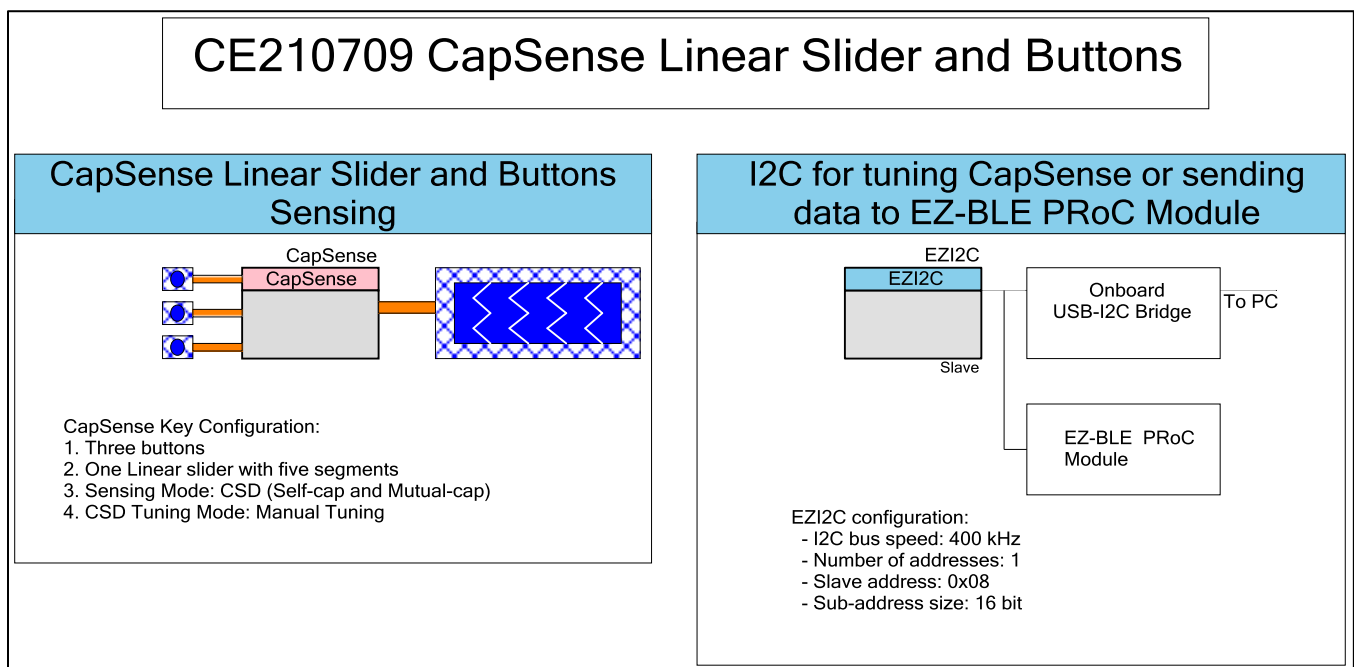 CE210709 CapSense Linear Slider and Buttons
CapSense Linear Slider and Buttons
Sensing
CapSense
CapSense
CapSense Key Configuration:
1. Three buttons
2. One Linear slider with five segments
3. Sensing Mode: CSD (Self-cap and Mutual-cap)
4. CSD Tuning Mode: Manual Tuning
I2C for tuning CapSense or sending
data to EZ-BLE PRoC Module
EZI2C
EZI2C
Slave
Onboard
USB-I2C Bridge
To PC
EZ-BLE PRoC
Module
EZI2C configuration:
- I2C bus speed: 400 kHz
- Number of addresses: 1
- Slave address: 0x08
- Sub-address size: 16 bit